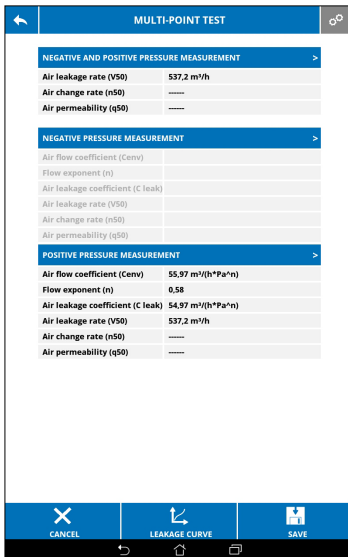 MULTI-POINT TEST
NEGATIVE AND POSITIVE PRESSURE MEASUREMENT >
Air leakage rate (V50) 537,2 m³/h
Air change rate (n50) ------
Air permeability (q50) ------
NEGATIVE PRESSURE MEASUREMENT >
Air flow coefficient (Cenv)
Flow exponent (n)
Air leakage coefficient (C leak)
Air leakage rate (V50)
Air change rate (n50)
Air permeability (q50)
POSITIVE PRESSURE MEASUREMENT >
Air flow coefficient (Cenv) 55,97 m³/(h*Pa^n)
Flow exponent (n) 0,58
Air leakage coefficient (C leak) 54,97 m³/(h*Pa^n)
Air leakage rate (V50) 537,2 m³/h
Air change rate (n50) ------
Air permeability (q50) ------
CANCEL LEAKAGE CURVE SAVE